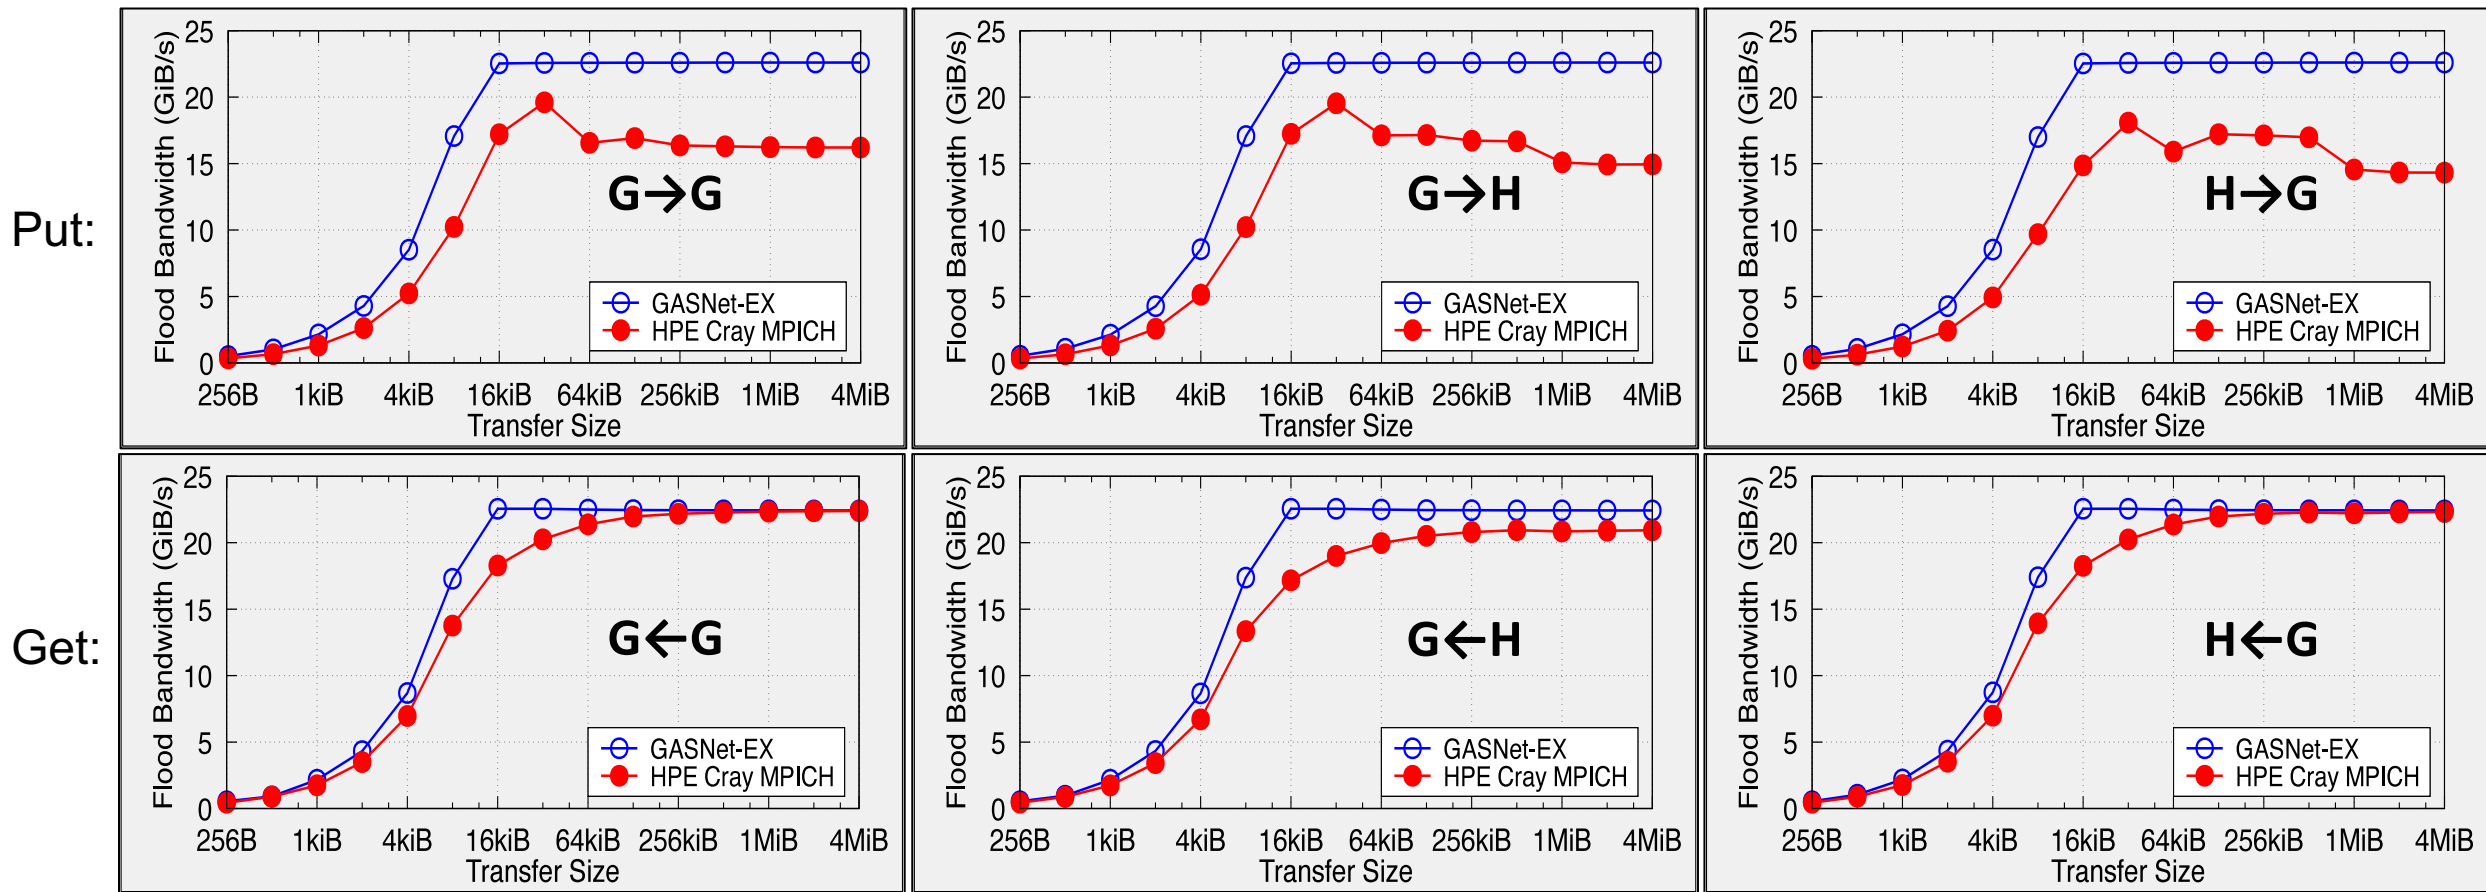 Put:
Flood Bandwidth (GiB/s)
25
20
15
10
5
0
G→G
GASNet-EX
HPE Cray MPICH
256B 1kiB 4kiB 16kiB 64kiB 256kiB 1MiB 4MiB
Transfer Size
Flood Bandwidth (GiB/s)
25
20
15
10
5
0
G→H
GASNet-EX
HPE Cray MPICH
256B 1kiB 4kiB 16kiB 64kiB 256kiB 1MiB 4MiB
Transfer Size
Flood Bandwidth (GiB/s)
25
20
15
10
5
0
H→G
GASNet-EX
HPE Cray MPICH
256B 1kiB 4kiB 16kiB 64kiB 256kiB 1MiB 4MiB
Transfer Size
Get:
Flood Bandwidth (GiB/s)
25
20
15
10
5
0
G←G
GASNet-EX
HPE Cray MPICH
256B 1kiB 4kiB 16kiB 64kiB 256kiB 1MiB 4MiB
Transfer Size
Flood Bandwidth (GiB/s)
25
20
15
10
5
0
G←H
GASNet-EX
HPE Cray MPICH
256B 1kiB 4kiB 16kiB 64kiB 256kiB 1MiB 4MiB
Transfer Size
Flood Bandwidth (GiB/s)
25
20
15
10
5
0
H←G
GASNet-EX
HPE Cray MPICH
256B 1kiB 4kiB 16kiB 64kiB 256kiB 1MiB 4MiB
Transfer Size